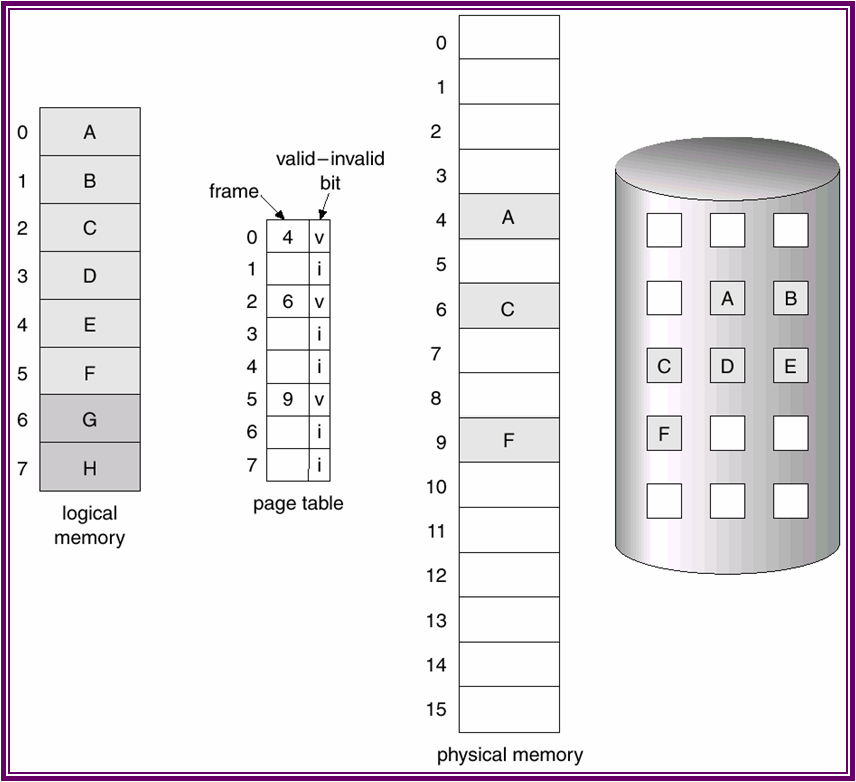 0 A
1 B
2 C
3 D
4 E
5 F
6 G
7 H
logical
memory
valid–invalid
bit
frame
0 4 v
1 i
2 6 v
3 i
4 i
5 9 v
6 i
7 i
page table
0
1
2
3
4 A
5
6 C
7
8
9 F
10
11
12
13
14
15
physical memory
A B
C D E
F